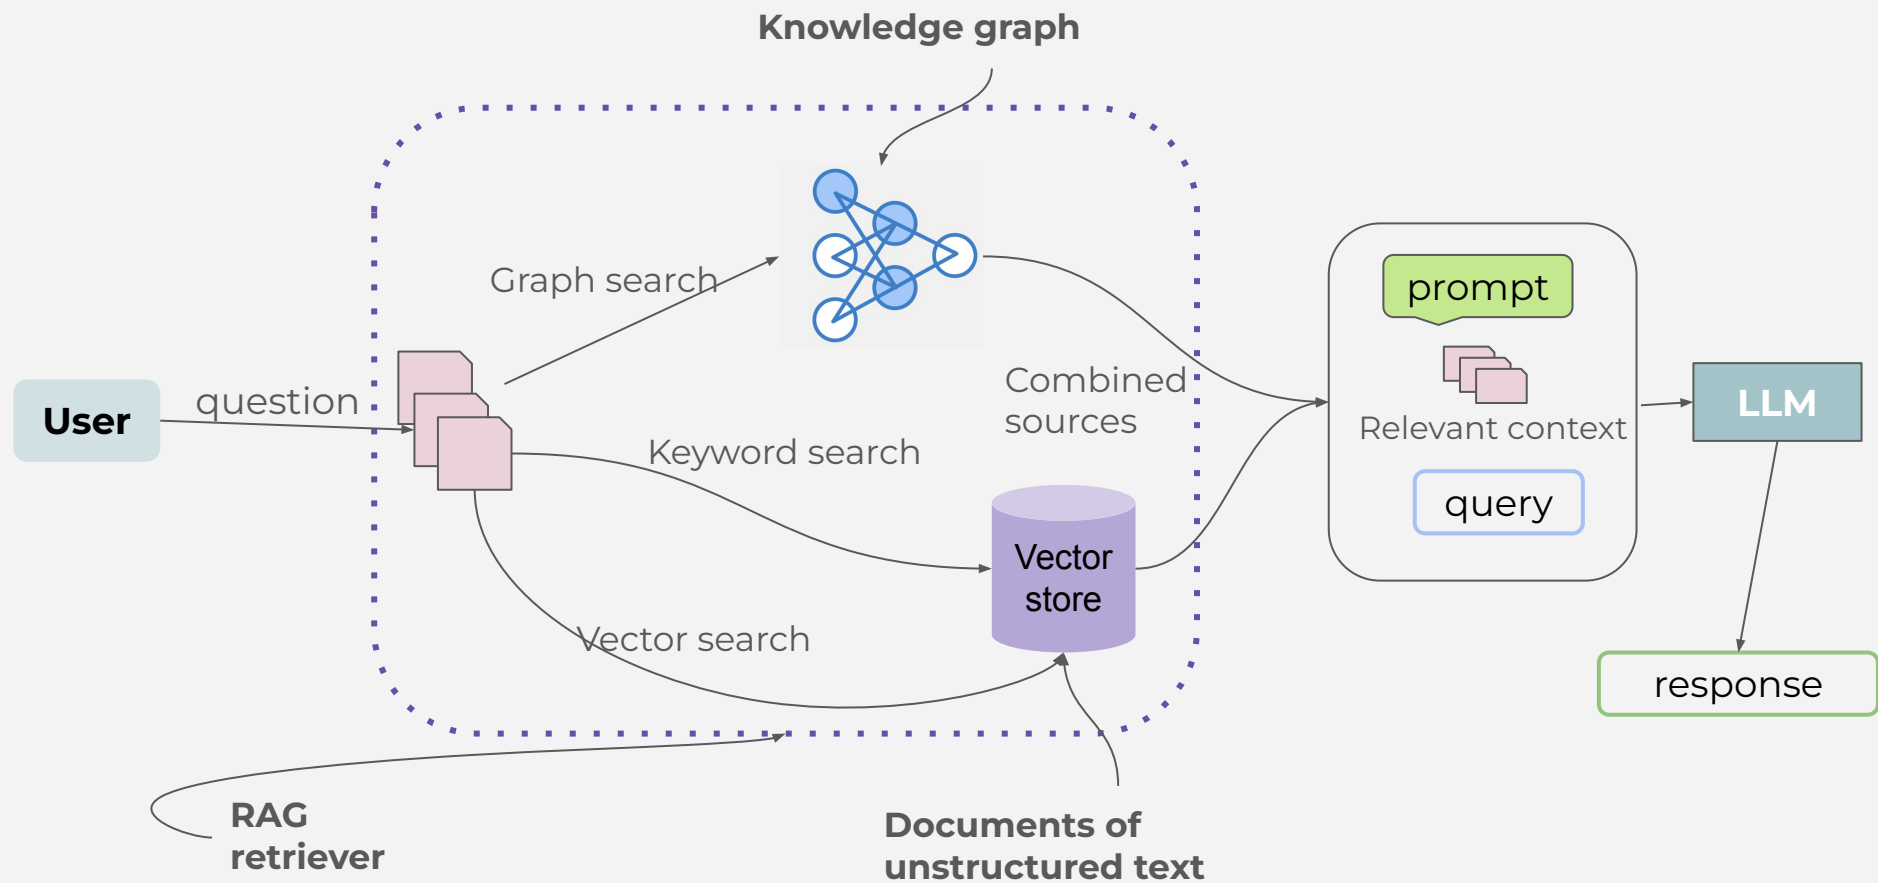 Knowledge graph
Graph search
User
question
Keyword search
Vector search
Combined
sources
Vector
store
prompt
Relevant context
query
LLM
response
RAG
retriever
Documents of
unstructured text